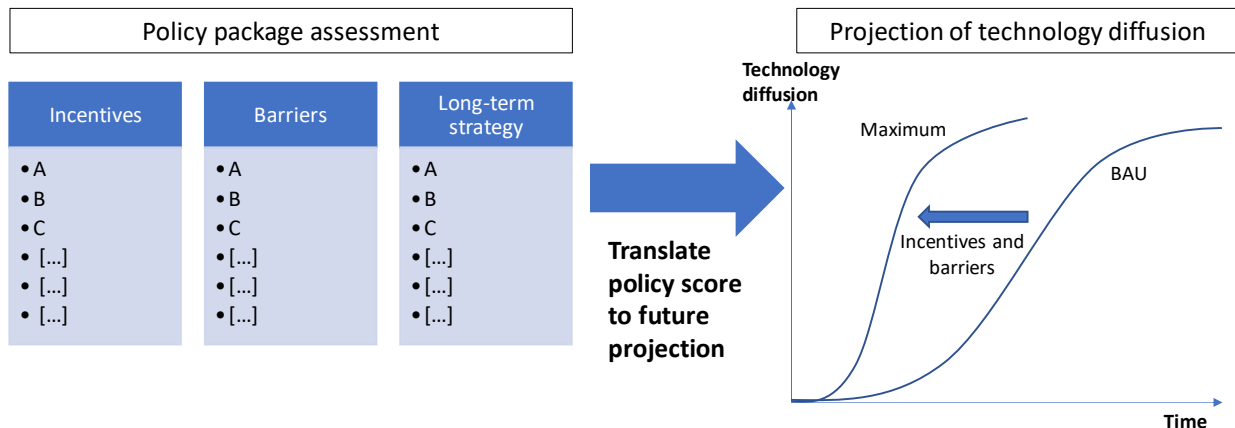 Policy package assessment
Incentives
• A
• B
• C
• [...]
• [...]
• [...]
Barriers
• A
• B
• C
• [...]
• [...]
• [...]
Long-term
strategy
• A
• B
• C
• [...]
• [...]
• [...]
Translate
policy score
to future
projection
Projection of technology diffusion
Technology
diffusion
Maximum
BAU
Incentives and
barriers
Time